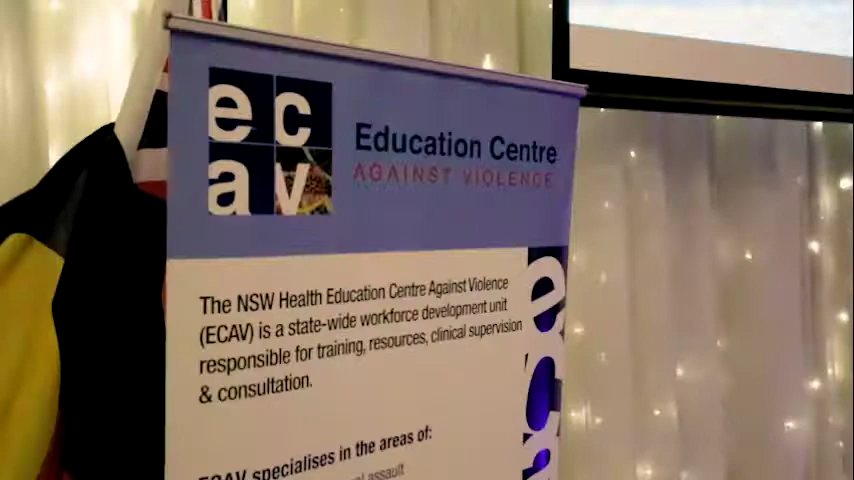 ec
av
Education Centre
AGAINST VIOLENCE
The NSW Health Education Centre Against Violence
(ECAV) is a state-wide workforce development unit
responsible for training, resources, clinical supervision
& consultation.
ECAV specialises in the areas of:
assault